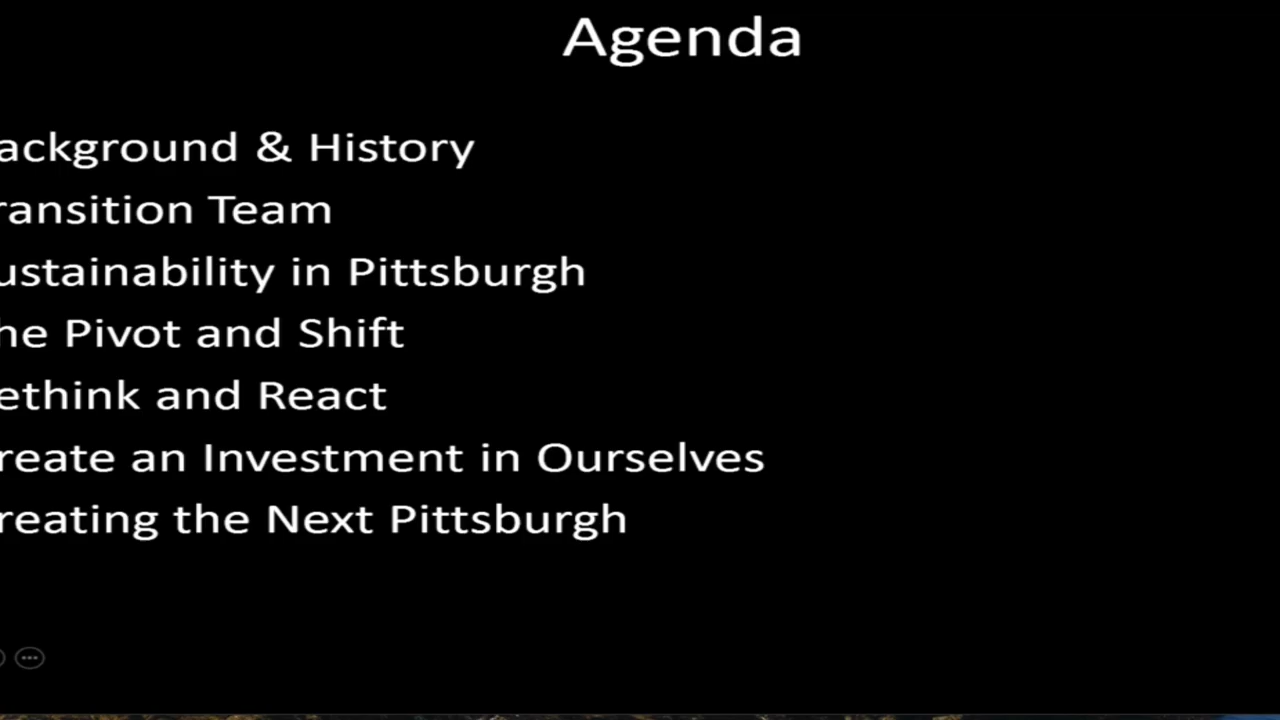 Agenda
ackground & History
ransition Team
ustainability in Pittsburgh
he Pivot and Shift
ethink and React
reate an Investment in Ourselves
reating the Next Pittsburgh